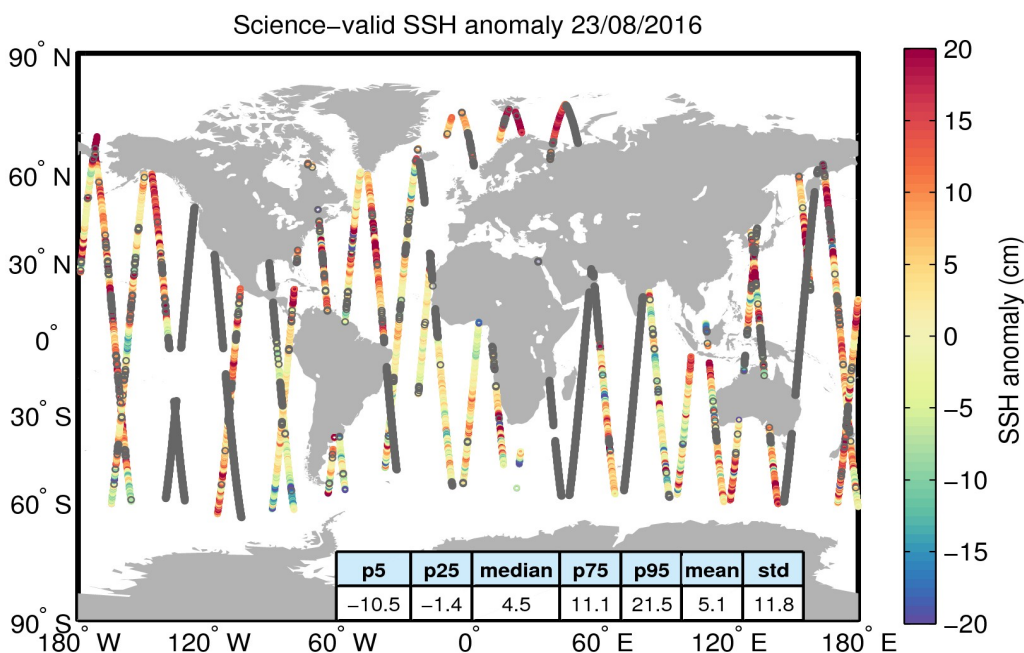 Science−valid SSH anomaly 23/08/2016
90° N
60° N
30° N
0°
30° S
60° S
90° S
180° W
120° W
60° W
0°
60° E
120° E
180° E
p5 p25 median p75 p95 mean std
−10.5 −1.4 4.5 11.1 21.5 5.1 11.8
20
15
10
5
0
−5
−10
−15
−20
SSH anomaly (cm)